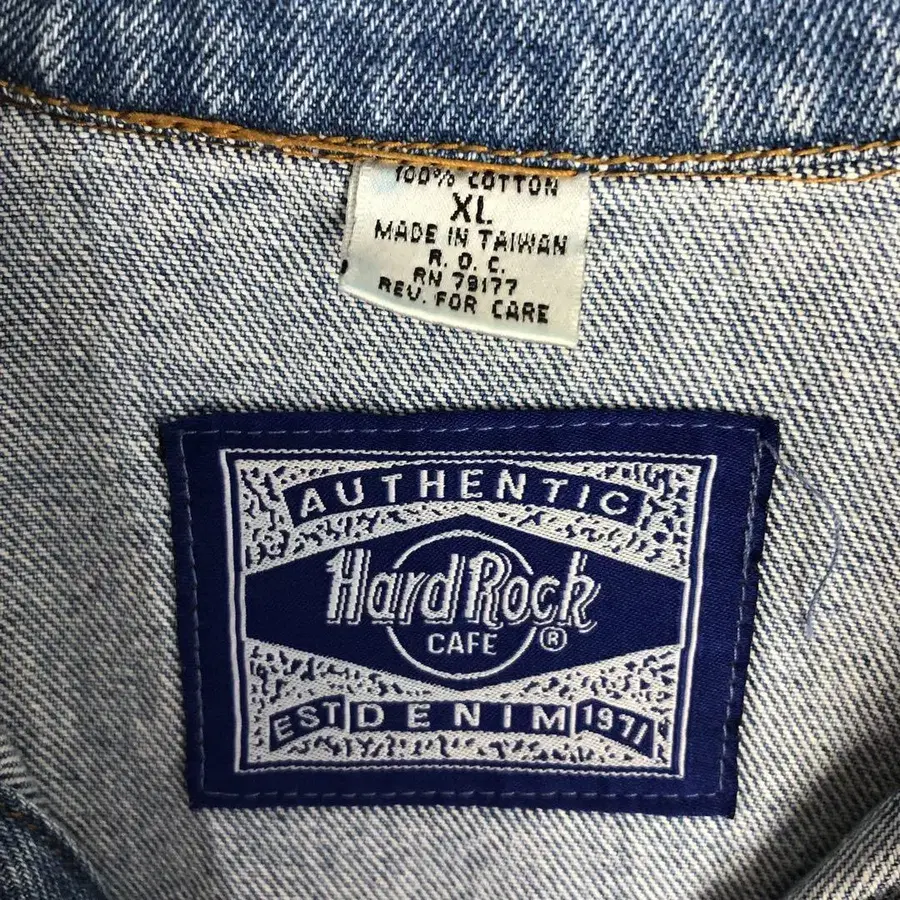 100% COTTON
XL
MADE IN TAIWAN
R. O. C.
RN 79177
REV. FOR CARE
AUTHENTIC
Hard Rock
CAFE ®
EST DENIM 1971